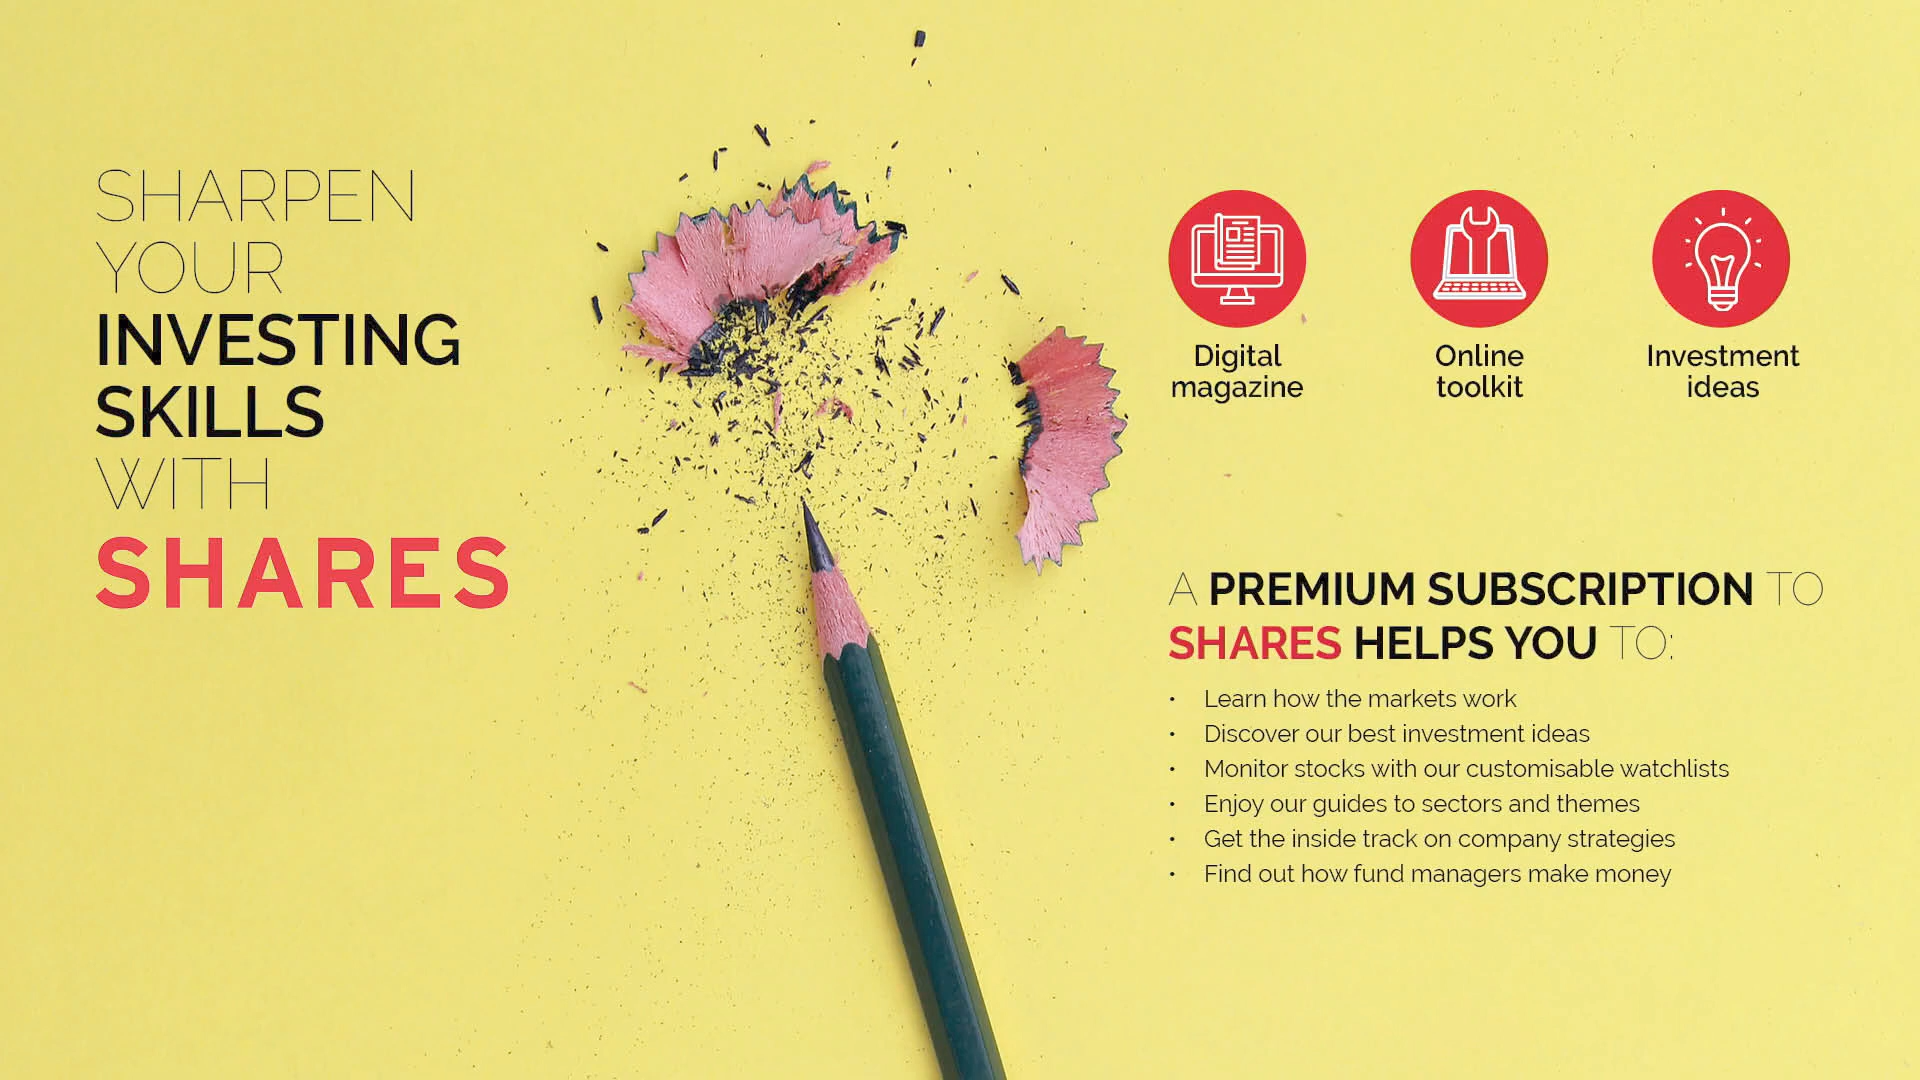 SHARPEN
YOUR
INVESTING
SKILLS
WITH
SHARES
Digital
magazine
Online
toolkit
Investment
ideas
A PREMIUM SUBSCRIPTION TO
SHARES HELPS YOU TO:
• Learn how the markets work
• Discover our best investment ideas
• Monitor stocks with our customisable watchlists
• Enjoy our guides to sectors and themes
• Get the inside track on company strategies
• Find out how fund managers make money